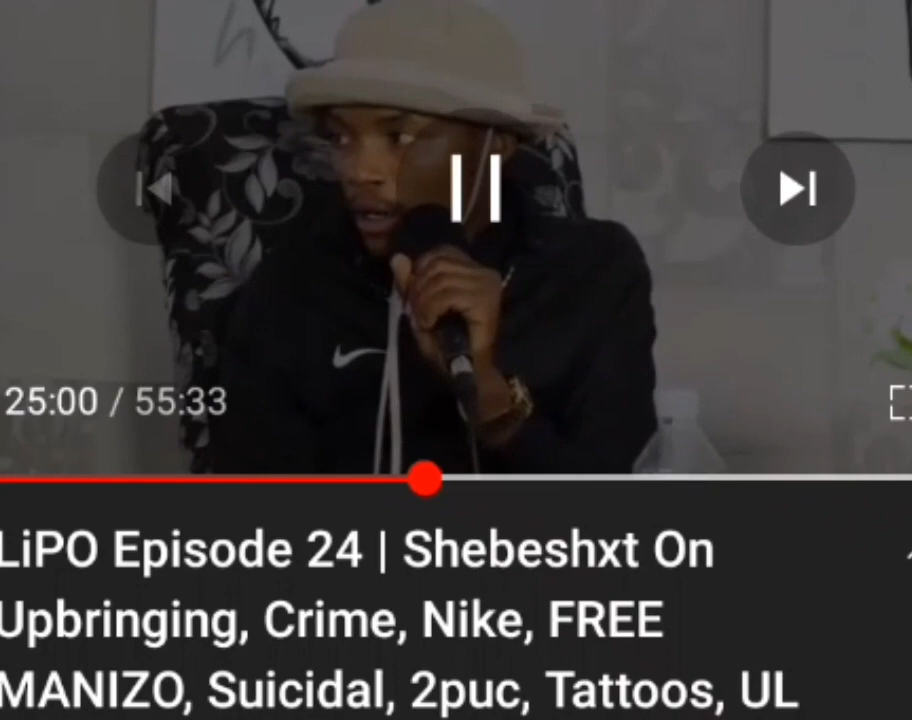 25:00 / 55:33
LiPO Episode 24 | Shebeshxt On
Upbringing, Crime, Nike, FREE
MANIZO, Suicidal, 2puc, Tattoos, UL